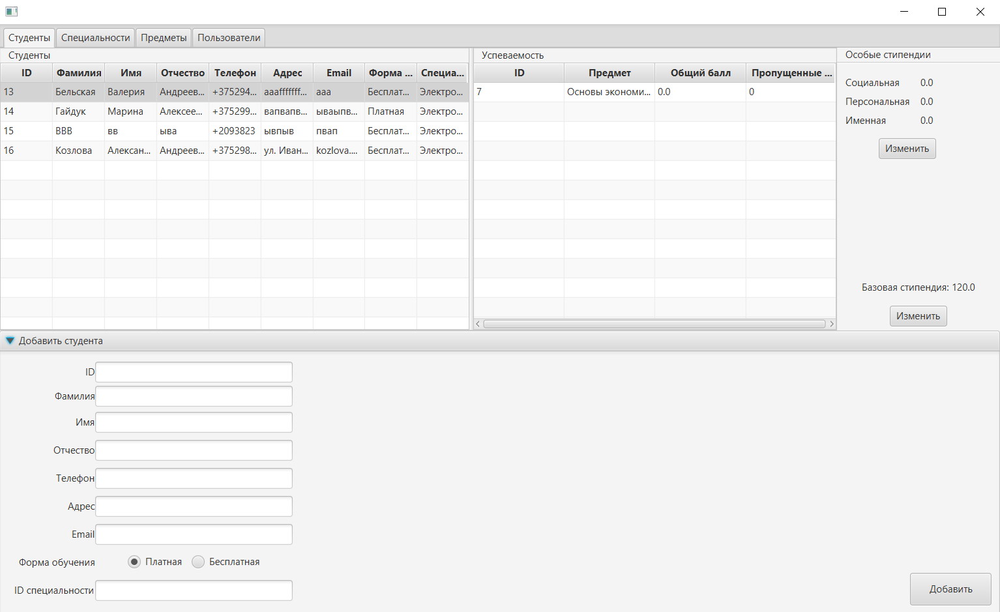 Студенты Специальности Предметы Пользователи
Студенты
ID Фамилия Имя Отчество Телефон Адрес Email Форма ... Специа...
13 Бельская Валерия Андреев... +375294... aaafffffff... aaa Бесплат... Электро...
14 Гайдук Марина Алексее... +375299... вапвапв... ываыпв... Платная Электро...
15 ВВВ вв ыва +2093823 ывпыв пвап Бесплат... Электро...
16 Козлова Алексан... Андреев... +375298... ул. Иван... kozlova.... Бесплат... Электро...
Успеваемость
ID Предмет Общий балл Пропущенные ...
7 Основы экономи... 0.0 0
Особые стипендии
Социальная 0.0
Персональная 0.0
Именная 0.0
Изменить
Базовая стипендия: 120.0
Изменить
Добавить студента
ID
Фамилия
Имя
Отчество
Телефон
Адрес
Email
Форма обучения Платная Бесплатная
ID специальности
Добавить